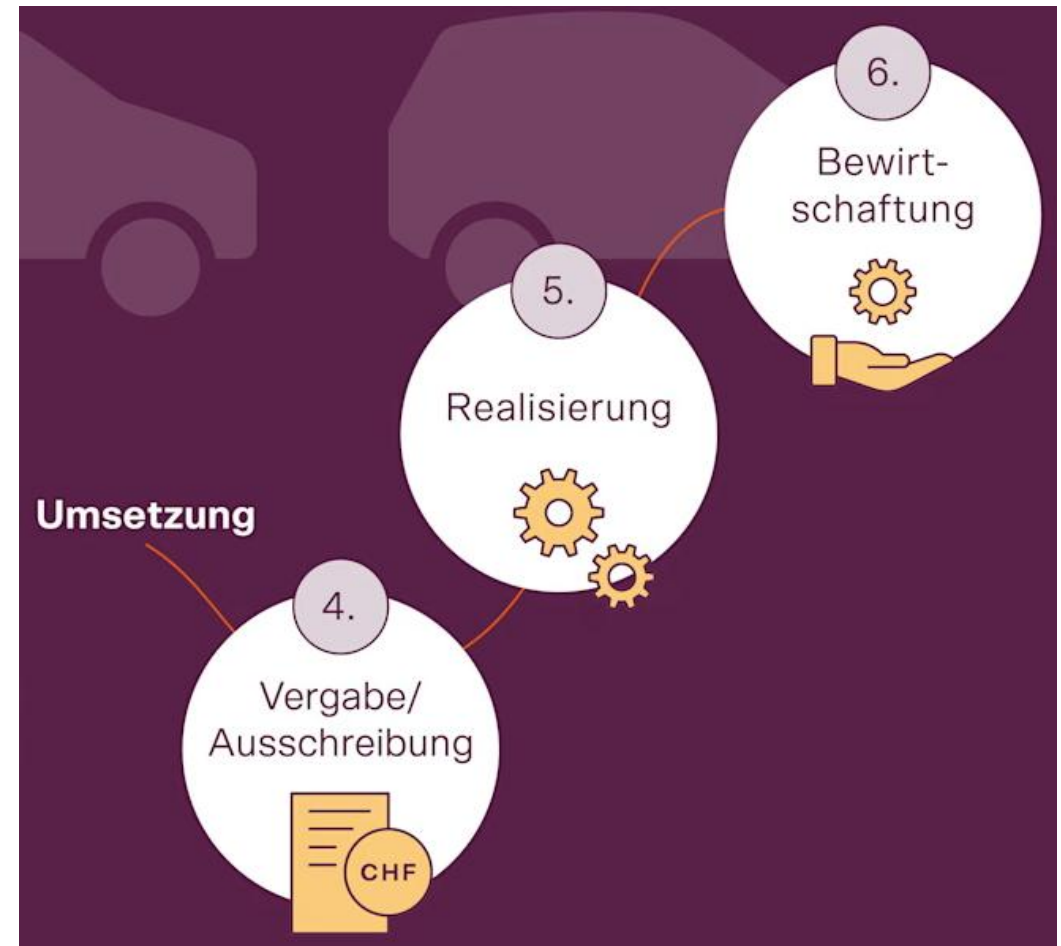 Umsetzung
4.
Vergabe/
Ausschreibung
CHF
5.
Realisierung
6.
Bewirt-
schaftung